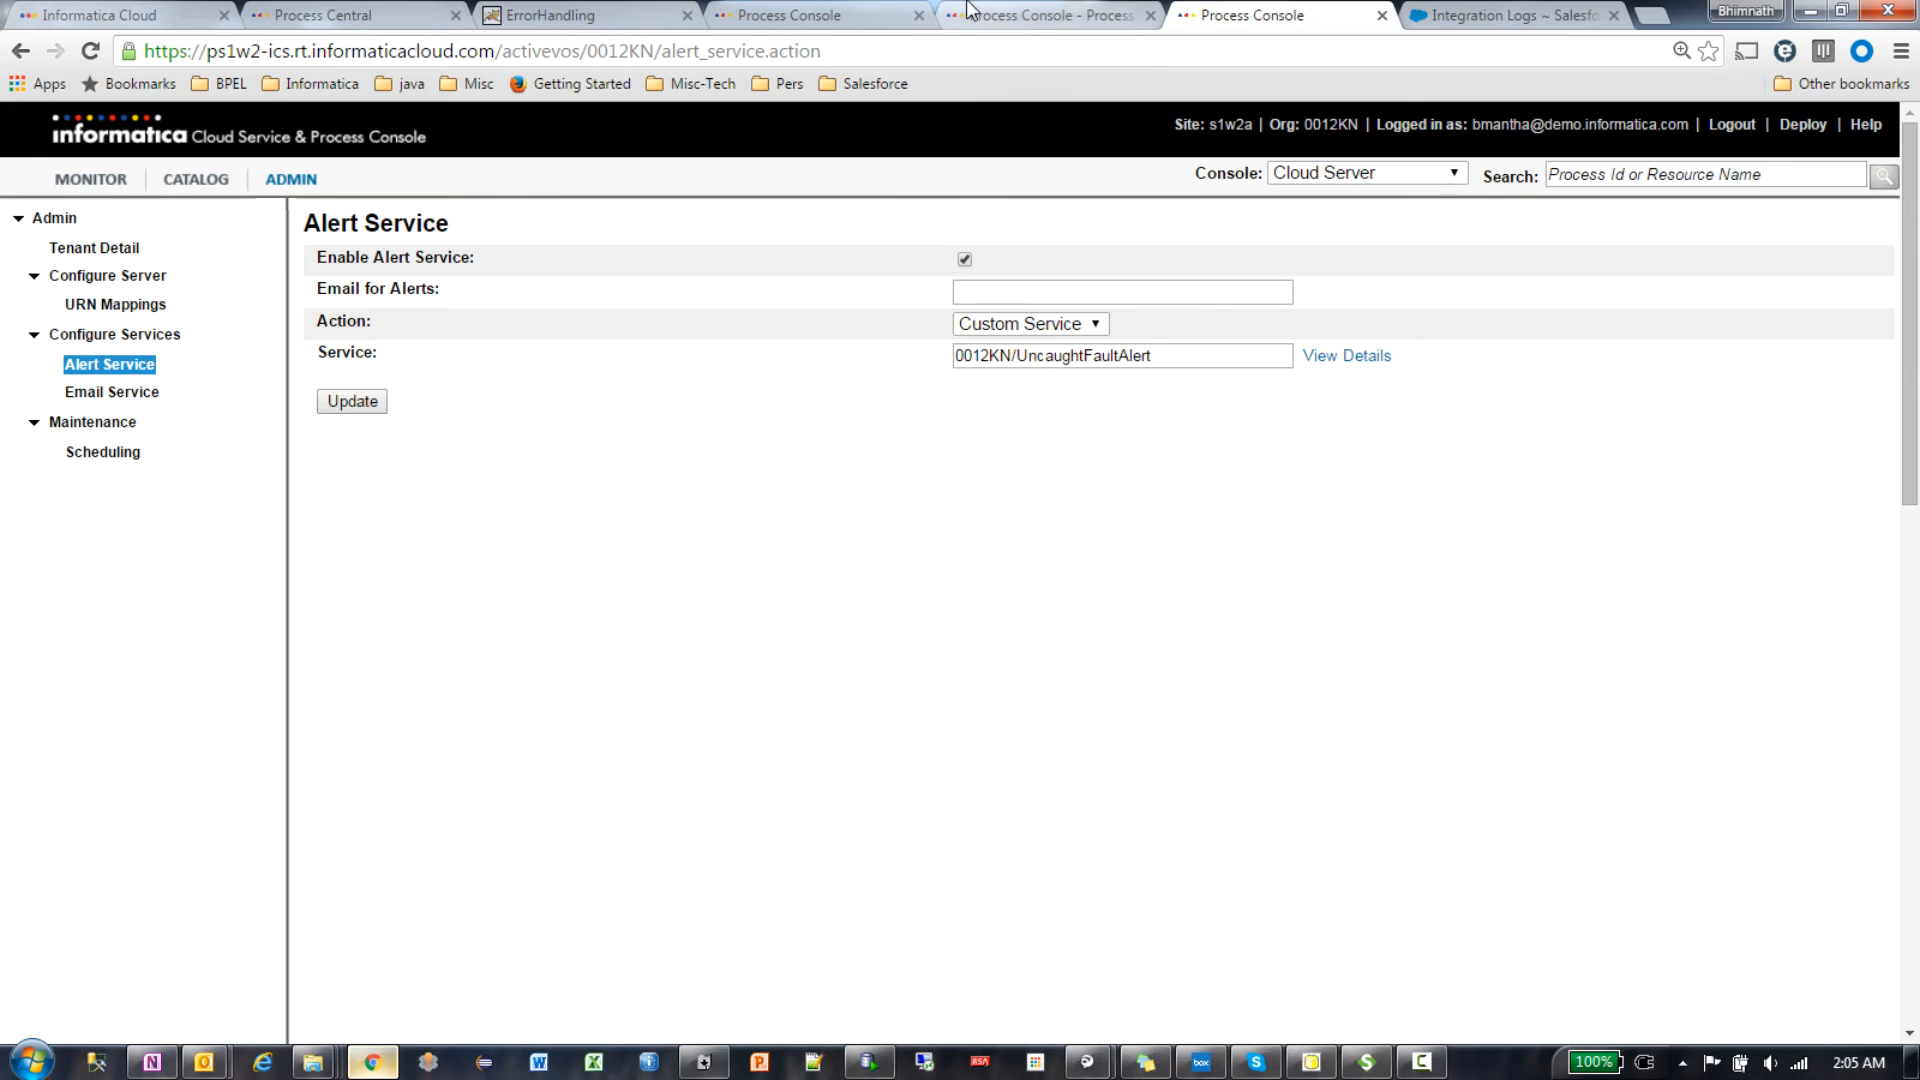 Informatica Cloud
Process Central
ErrorHandling
Process Console
Process Console - Process
Process Console
Integration Logs ~ Salesfo
Bhimnath
https://ps1w2-ics.rt.informaticacloud.com/activevos/0012KN/alert_service.action
Apps
Bookmarks
BPEL
Informatica
java
Misc
Getting Started
Misc-Tech
Pers
Salesforce
Other bookmarks
informatica Cloud Service & Process Console
Site: s1w2a | Org: 0012KN | Logged in as: bmantha@demo.informatica.com | Logout | Deploy | Help
MONITOR
CATALOG
ADMIN
Console: Cloud Server
Search: Process Id or Resource Name
Admin
Tenant Detail
Configure Server
URN Mappings
Configure Services
Alert Service
Email Service
Maintenance
Scheduling
Alert Service
Enable Alert Service:
Email for Alerts:
Action: Custom Service
Service: 0012KN/UncaughtFaultAlert View Details
Update
RSA
box
100%
2:05 AM